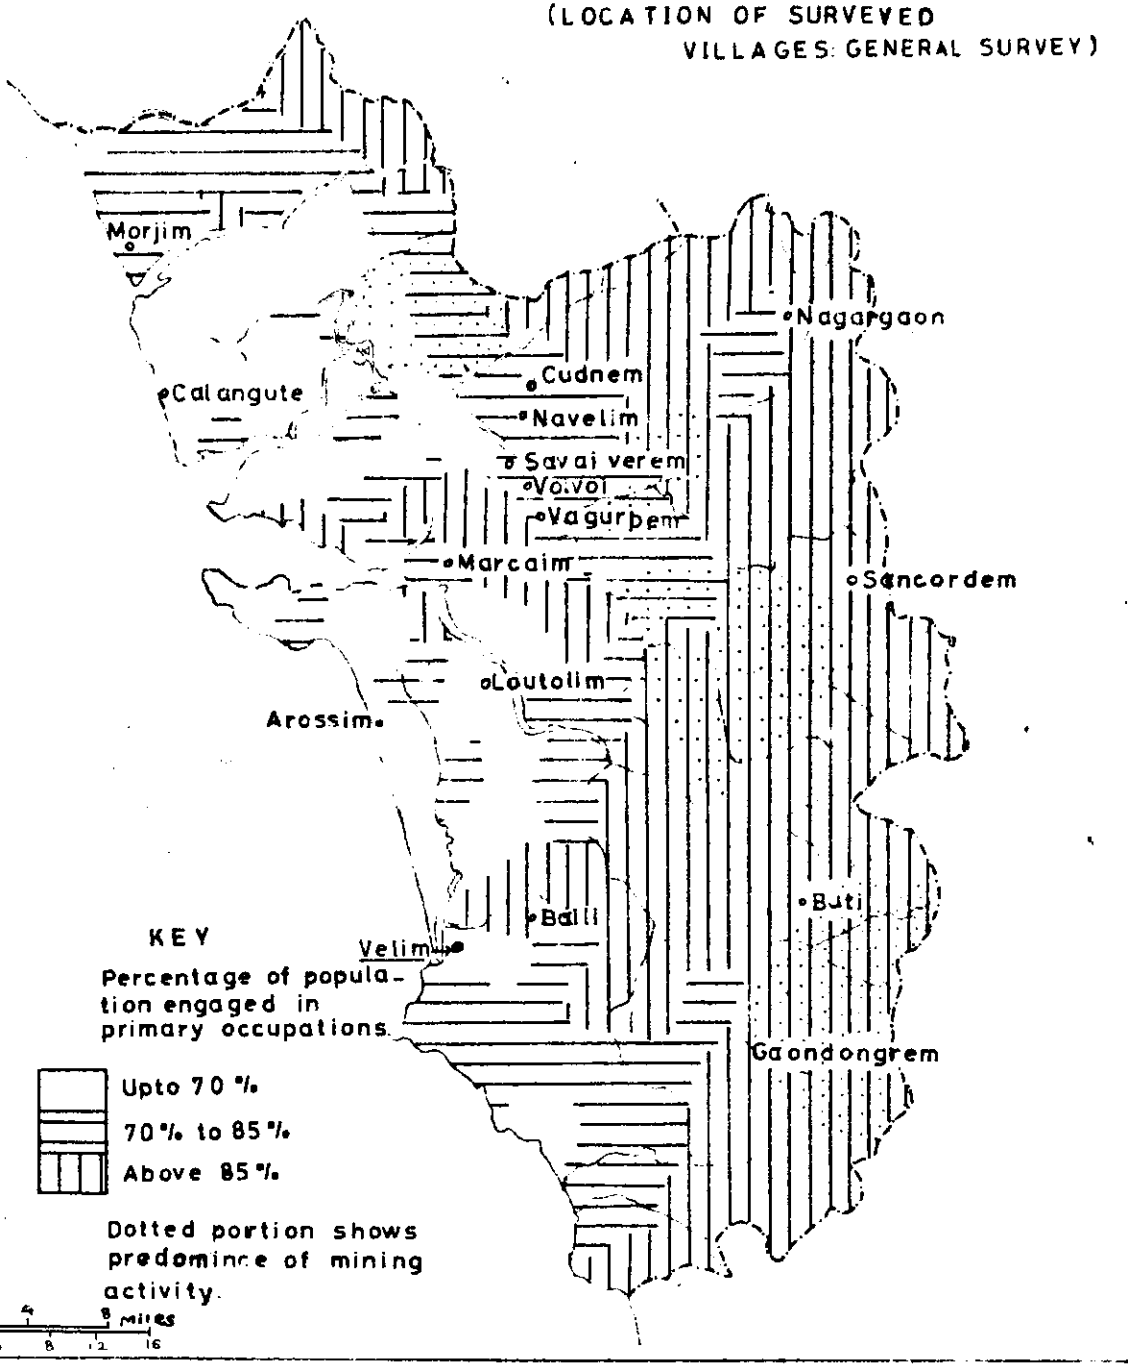 (LOCATION OF SURVEVED
VILLAGES: GENERAL SURVEY)
Morjim
Nagargaon
Cudnem
Calangute
Navelim
Savai verem
Volvoi
Vagurbem
Marcaim
Sancordem
Loutolim
Arossim
Buti
Balli
Velim
Gaondongrem
KEY
Percentage of popula-
tion engaged in
primary occupations.
Upto 70 %
70% to 85%
Above 85%
Dotted portion shows
predomince of mining
activity.
4 8 miles
8 12 16